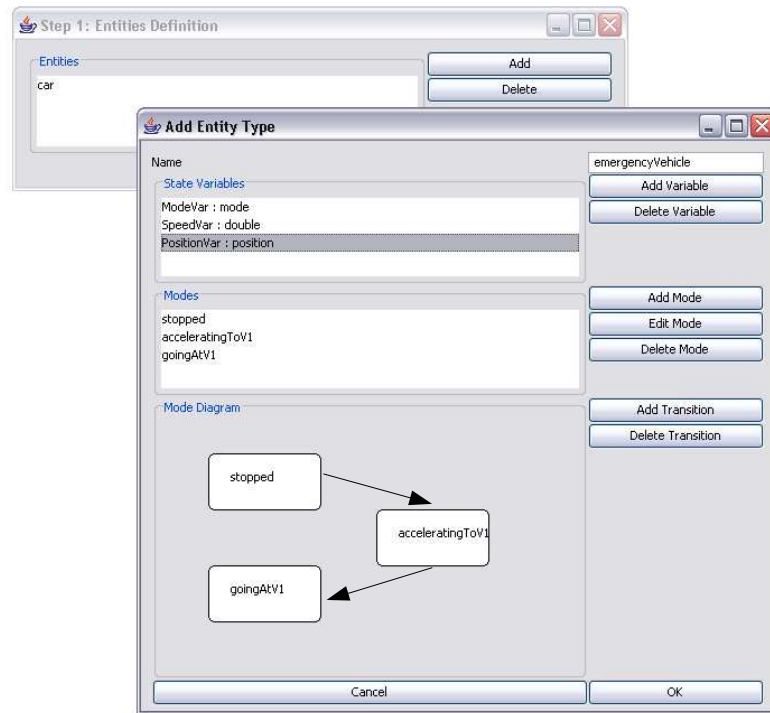 Step 1: Entities Definition
Entities
Add
car
Delete
Add Entity Type
Name
emergencyVehicle
State Variables
Add Variable
ModeVar : mode
Delete Variable
SpeedVar : double
PositionVar : position
Modes
Add Mode
stopped
Edit Mode
acceleratingToV1
Delete Mode
goingAtV1
Mode Diagram
Add Transition
Delete Transition
stopped
acceleratingToV1
goingAtV1
Cancel
OK